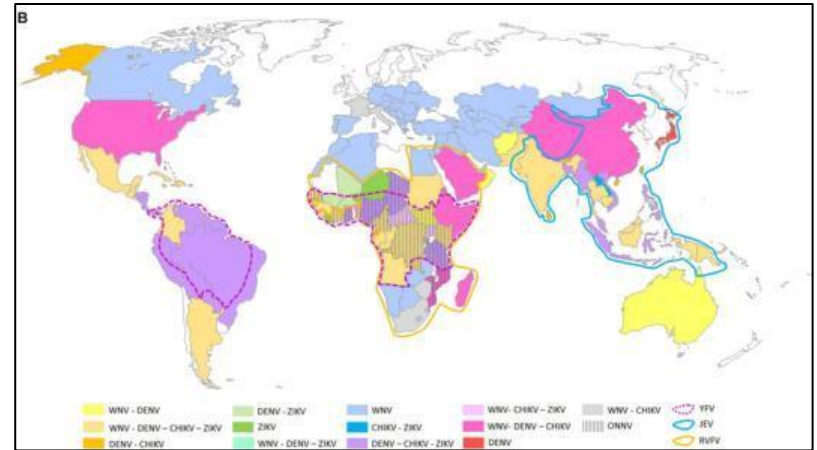 B
WNV - DENV
DENV - ZIKV
WNV
WNV- CHIKV – ZIKV
WNV - CHIKV
YFV
WNV - DENV – CHIKV – ZIKV
ZIKV
CHIKV - ZIKV
WNV- DENV – CHIKV
ONNV
JEV
DENV - CHIKV
WNV - DENV – ZIKV
DENV – CHIKV - ZIKV
DENV
RVFV